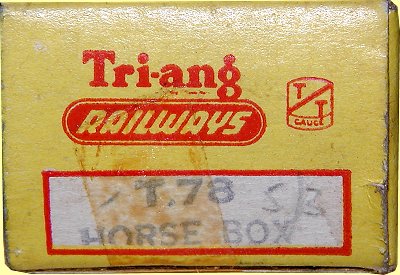 Tri-ang
RAILWAYS
T/T
GAUGE
T.78 5/3
HORSE BOX